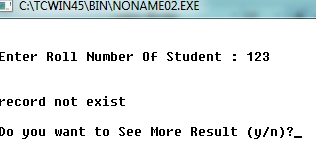 C:\TCWIN45\BIN\NONAME02.EXE
Enter Roll Number Of Student : 123
record not exist
Do you want to See More Result (y/n)?_